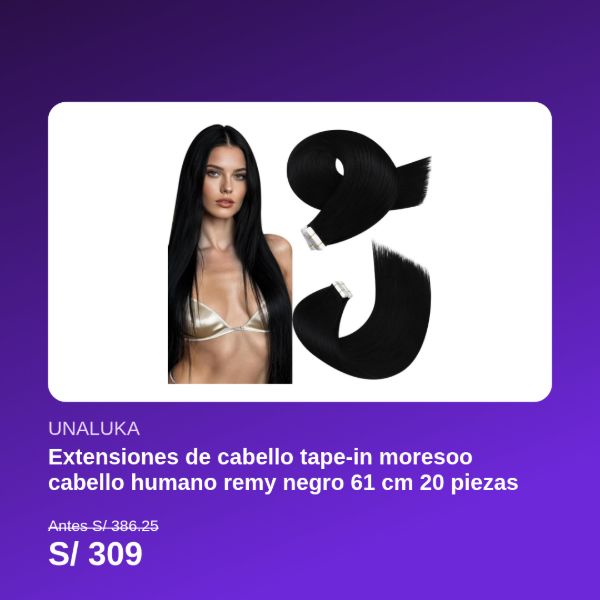 UNALUKA
Extensiones de cabello tape-in moresoo
cabello humano remy negro 61 cm 20 piezas
Antes S/ 386.25
S/ 309